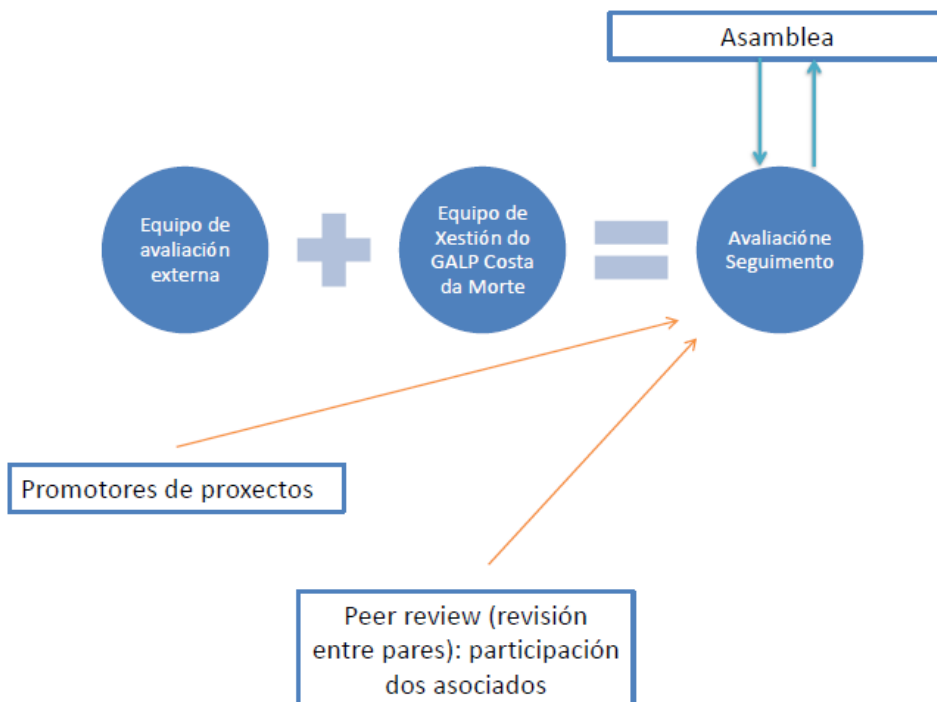 Asamblea
Equipo de
avaliación
externa
Equipo de
Xestión do
GALP Costa
da Morte
Avaliacióne
Seguimento
Promotores de proxectos
Peer review (revisión
entre pares): participación
dos asociados